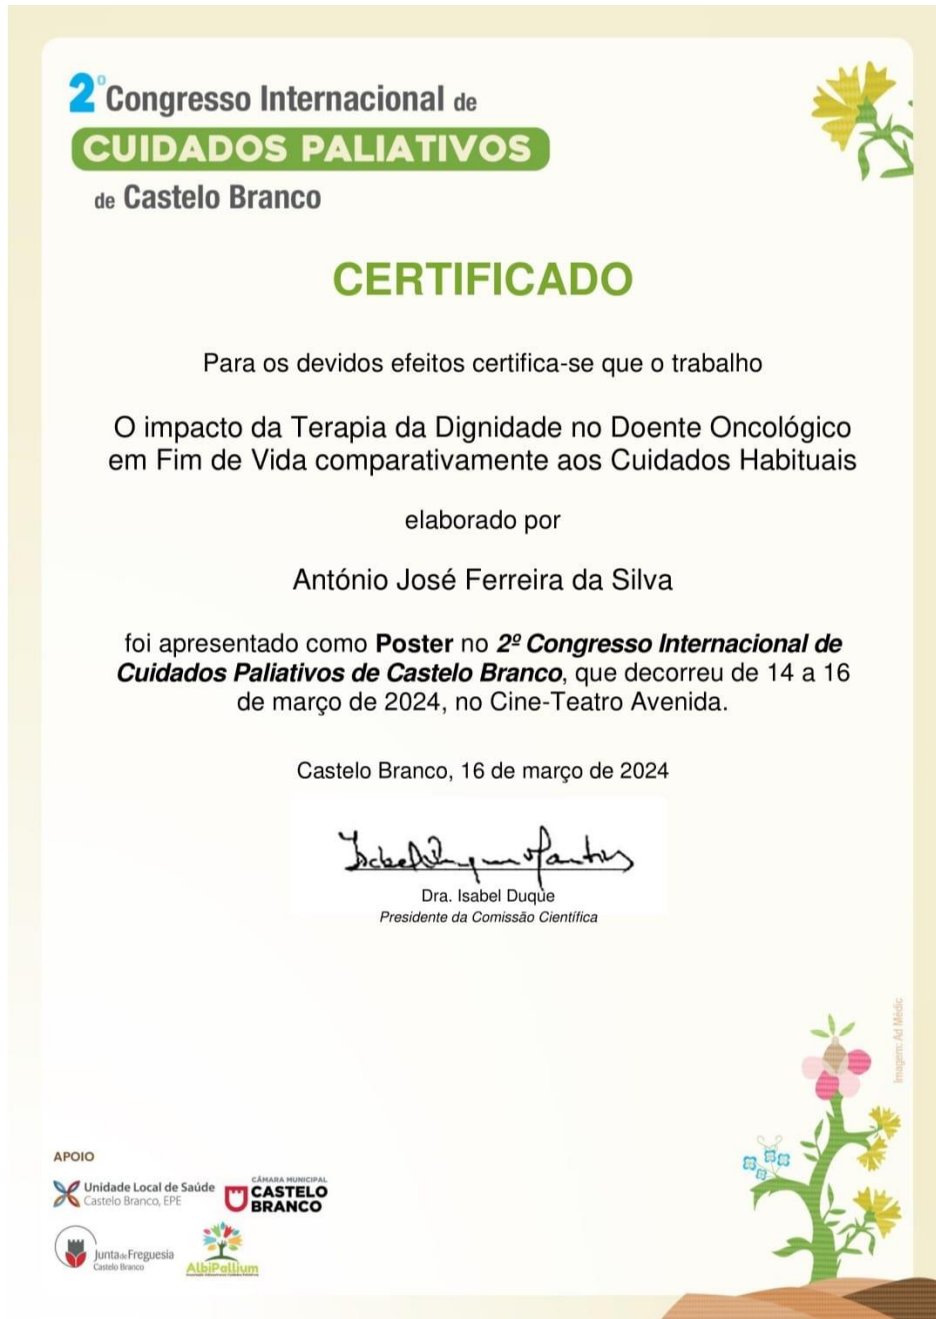 2º Congresso Internacional de
CUIDADOS PALIATIVOS
de Castelo Branco
CERTIFICADO
Para os devidos efeitos certifica-se que o trabalho
O impacto da Terapia da Dignidade no Doente Oncológico
em Fim de Vida comparativamente aos Cuidados Habituais
elaborado por
António José Ferreira da Silva
foi apresentado como Poster no 2º Congresso Internacional de
Cuidados Paliativos de Castelo Branco, que decorreu de 14 a 16
de março de 2024, no Cine-Teatro Avenida.
Castelo Branco, 16 de março de 2024
Dra. Isabel Duque
Presidente da Comissão Científica
Imagem: Ad Médic
APOIO
Unidade Local de Saúde
Castelo Branco, EPE
CÂMARA MUNICIPAL
CASTELO
BRANCO
Junta de Freguesia
Castelo Branco
AlbiPallium